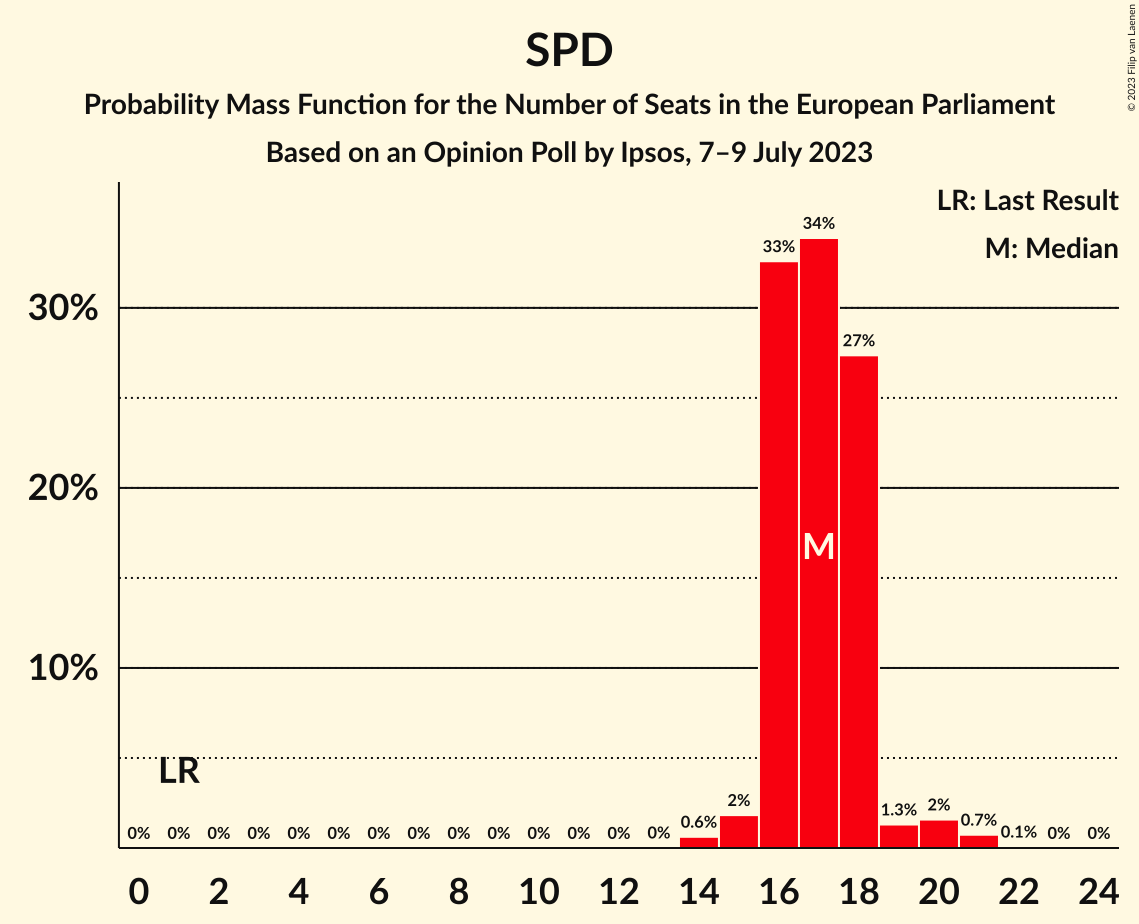 SPD
Probability Mass Function for the Number of Seats in the European Parliament
Based on an Opinion Poll by Ipsos, 7–9 July 2023
© 2023 Filip van Laenen
LR: Last Result
M: Median
34%
33%
30%
27%
20%
M
10%
LR
0% 0% 0% 0% 0% 0% 0% 0% 0% 0% 0% 0% 0% 0% 0.6% 2% 1.3% 2% 0.7% 0.1% 0% 0%
0 2 4 6 8 10 12 14 16 18 20 22 24